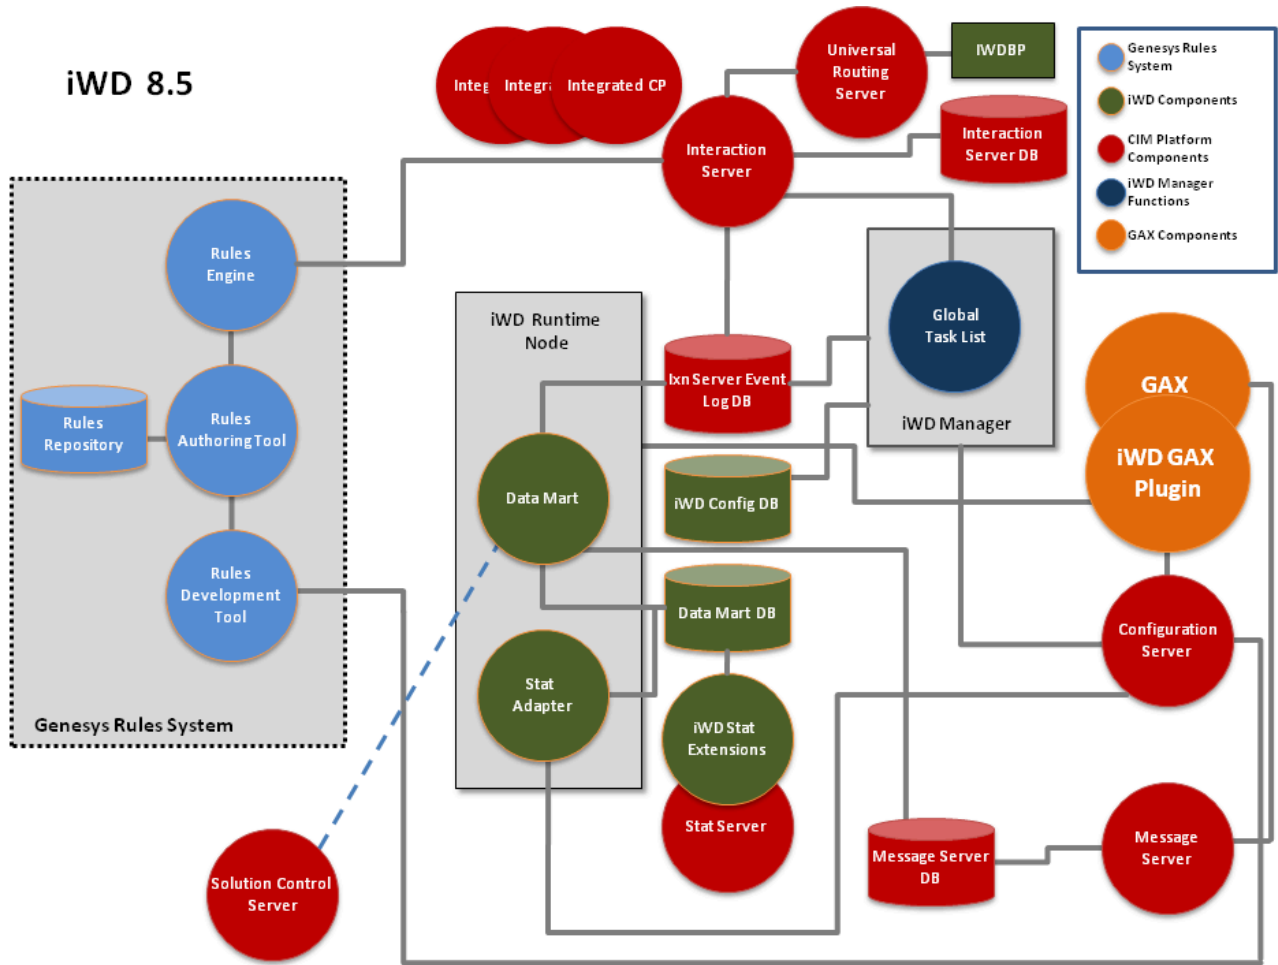 iWD 8.5
Integ
Integra
Integrated CP
Universal
Routing
Server
IWDBP
Interaction
Server
Interaction
Server DB
Genesys Rules
System
iWD Components
CIM Platform
Components
iWD Manager
Functions
GAX Components
Rules
Engine
Rules
Repository
Rules
Authoring Tool
Rules
Development
Tool
Genesys Rules System
iWD Runtime
Node
Ixn Server Event
Log DB
Global
Task List
iWD Manager
GAX
iWD GAX
Plugin
Data Mart
iWD Config DB
Data Mart DB
Configuration
Server
Stat
Adapter
iWD Stat
Extensions
Stat Server
Message Server
DB
Message
Server
Solution Control
Server